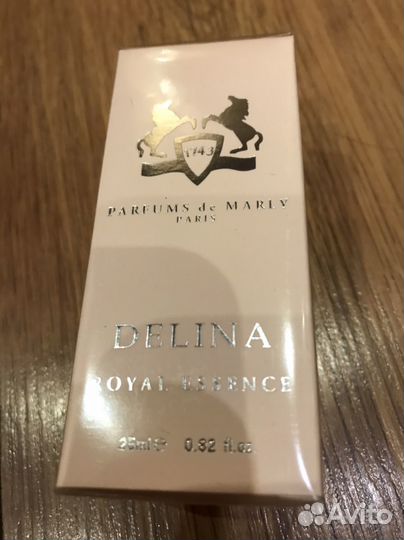 1743
PARFUMS de MARLY
PARIS
DELINA
ROYAL ESSENCE
25ml℮ 0.82 fl.oz
Avito